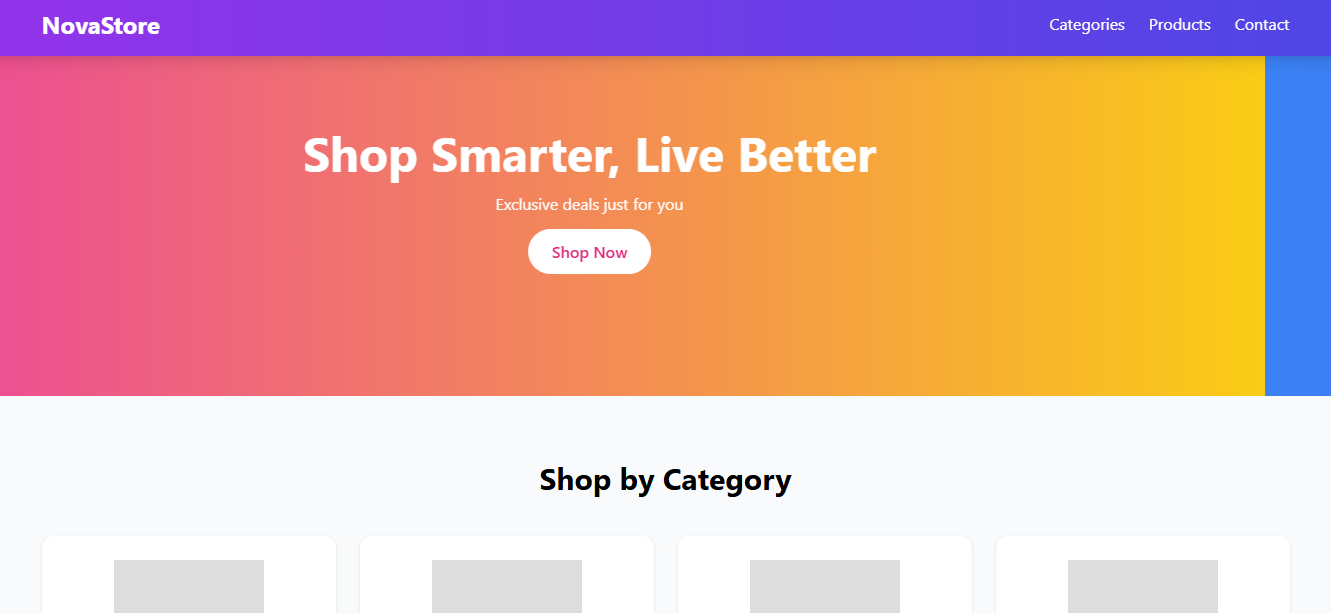 NovaStore
Categories Products Contact
Shop Smarter, Live Better
Exclusive deals just for you
Shop Now
Shop by Category